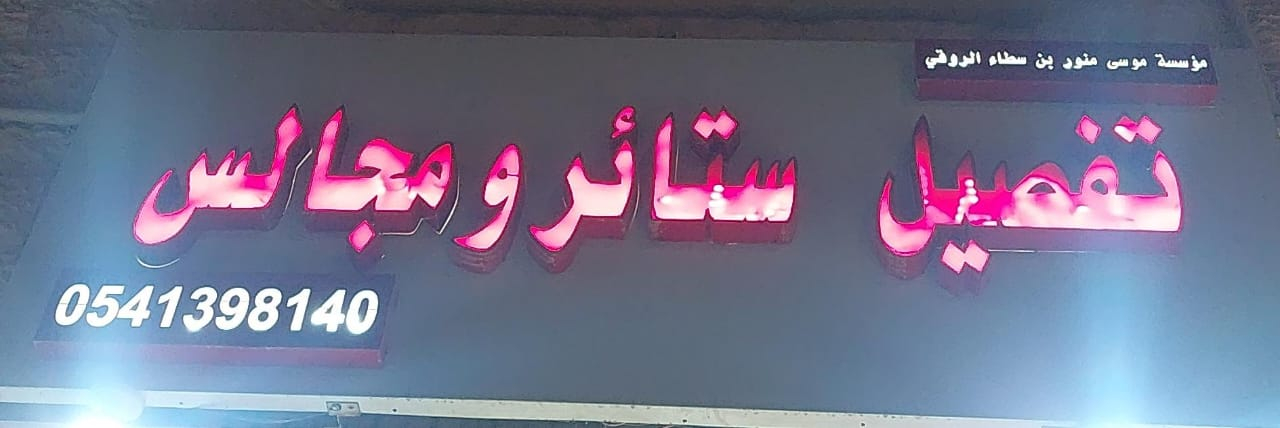 مؤسسة موسى منور بن سطاء الروقي
تفصيل ستائر ومجالس
0541398140